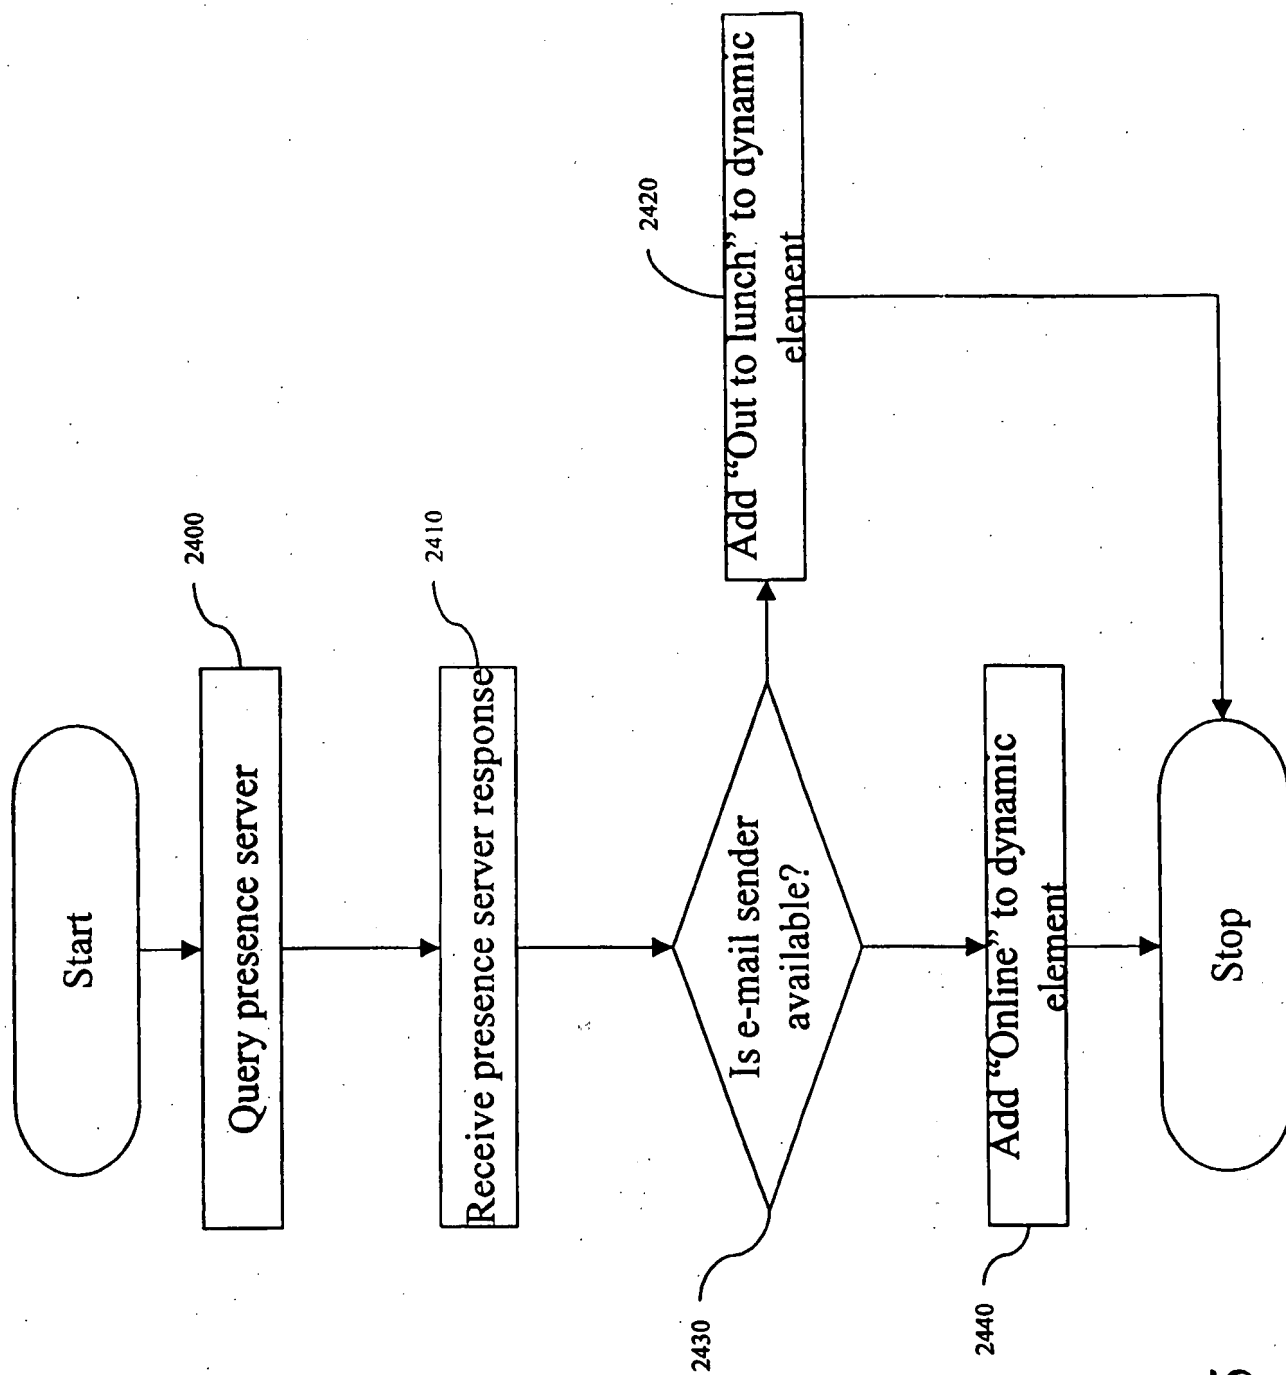 Start
2400
Query presence server
2410
Receive presence server response
2430
Is e-mail sender
available?
2420
Add “Out to lunch” to dynamic
element
2440
Add “Online” to dynamic
element
Stop